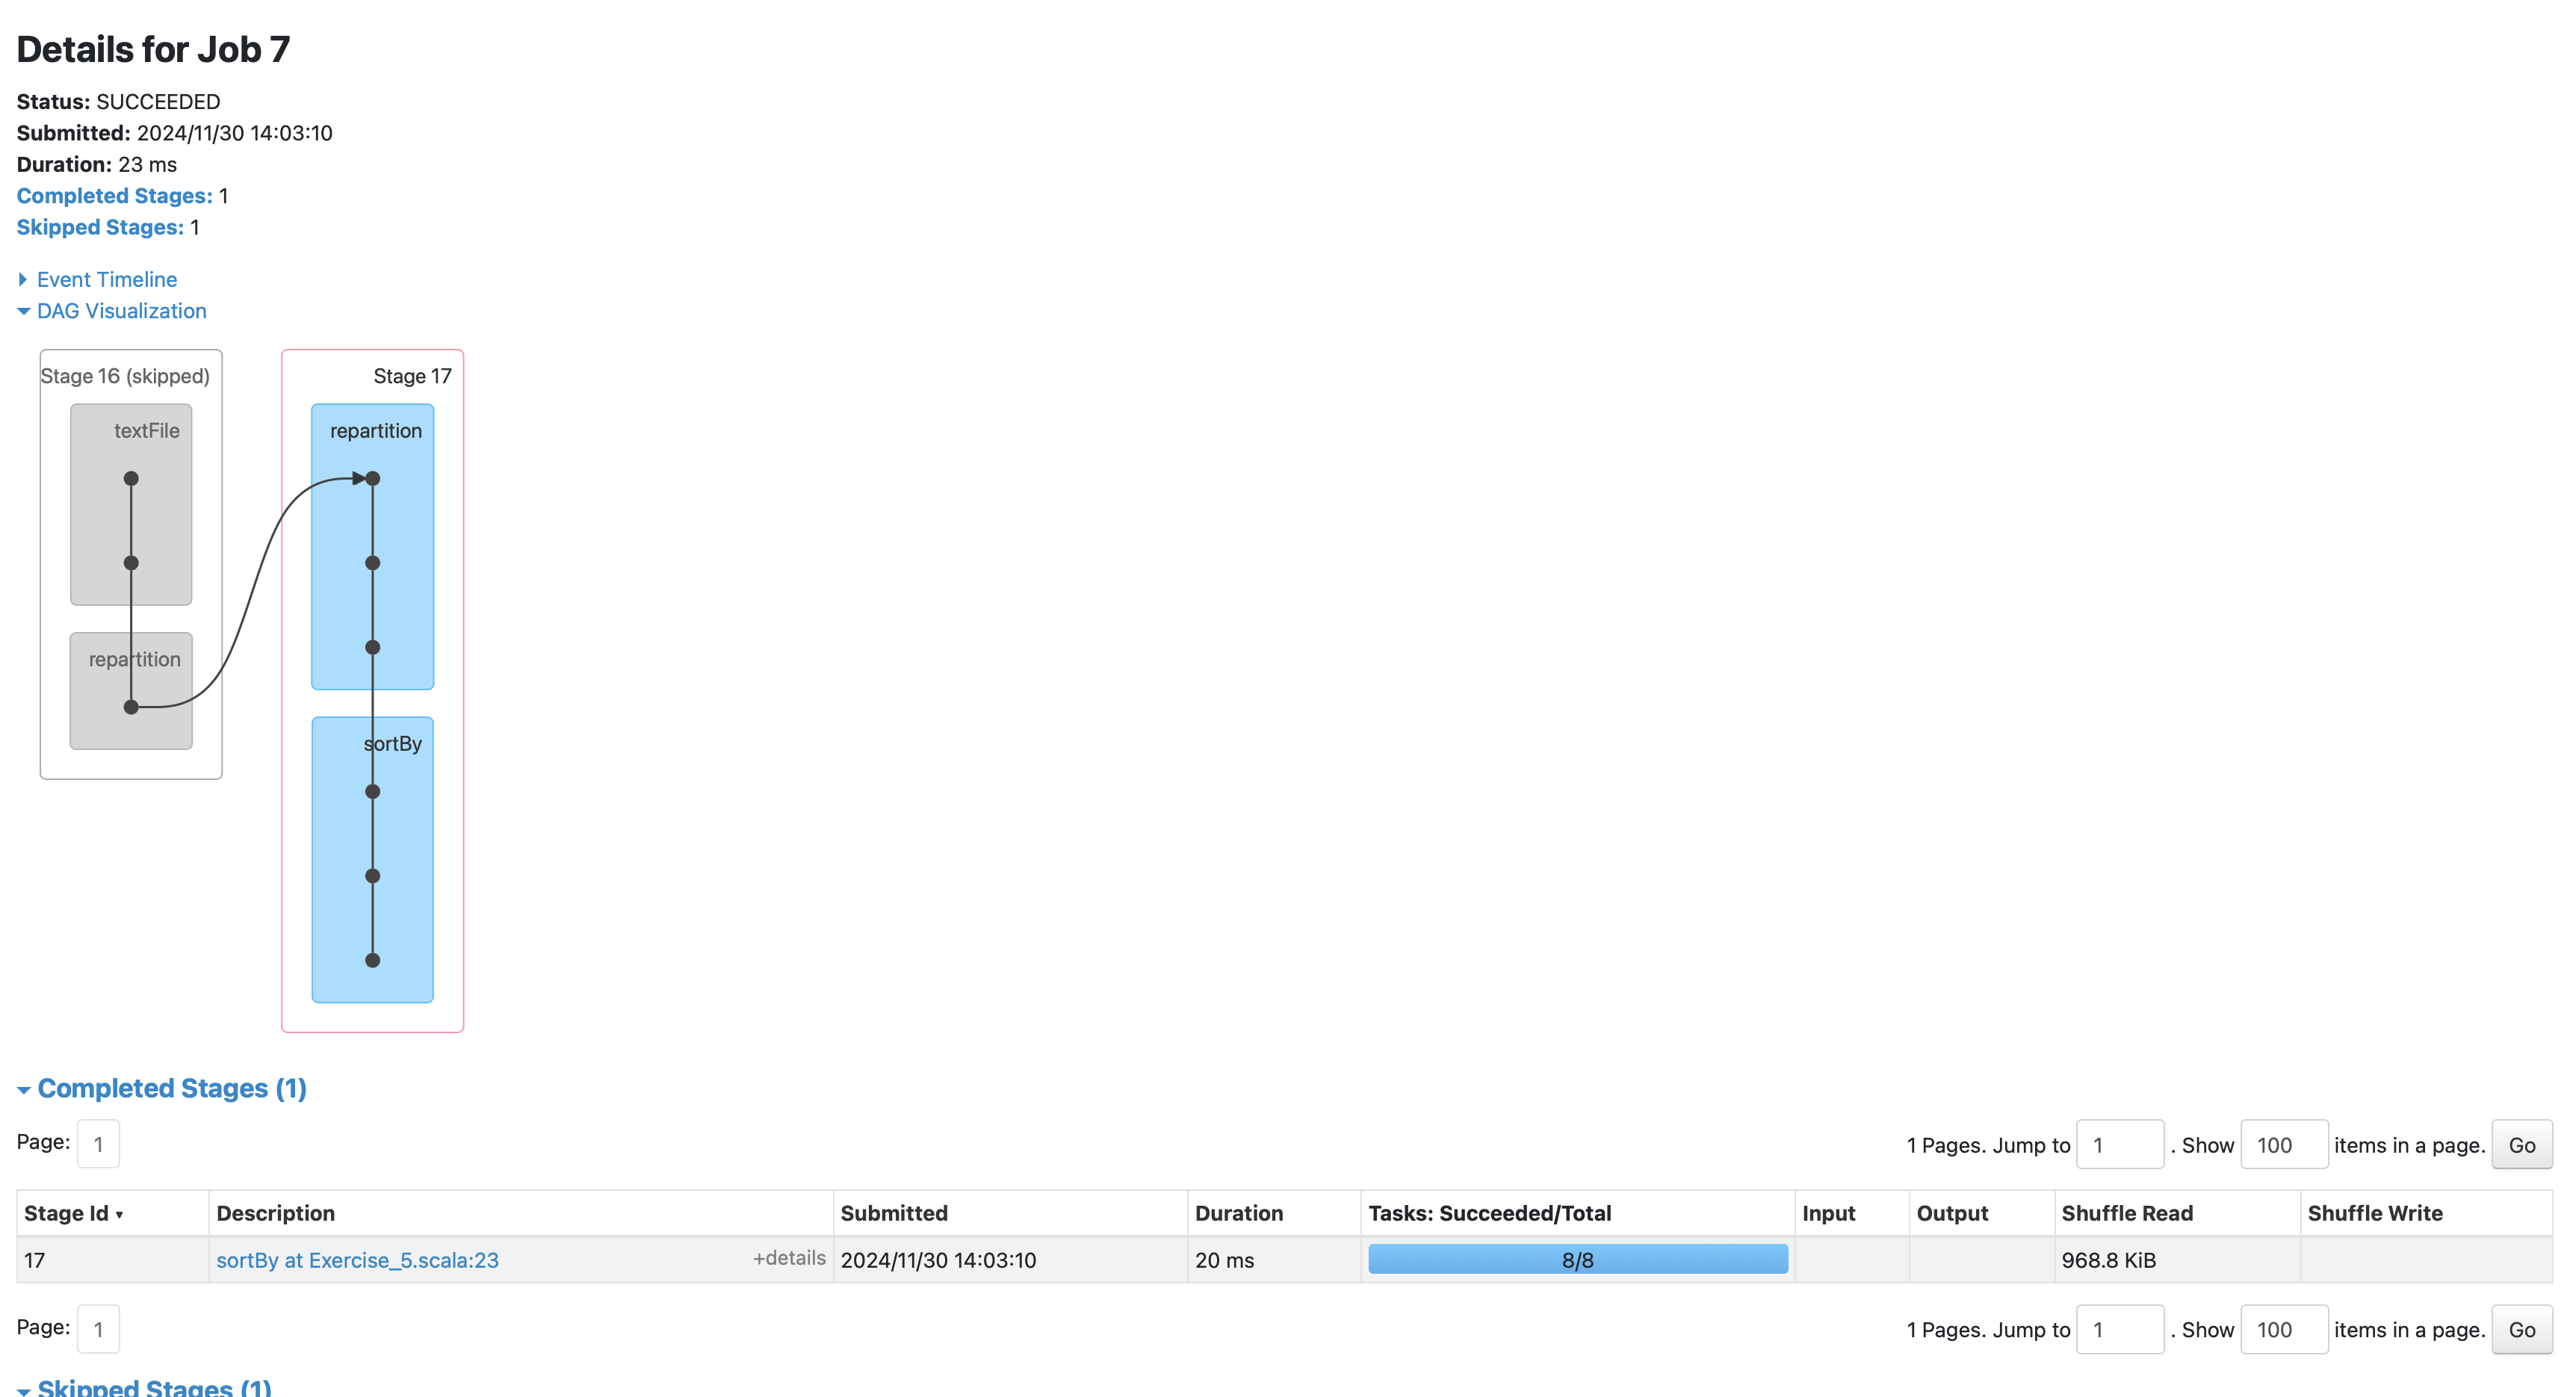 Details for Job 7
Status: SUCCEEDED
Submitted: 2024/11/30 14:03:10
Duration: 23 ms
Completed Stages: 1
Skipped Stages: 1
Event Timeline
DAG Visualization
Stage 16 (skipped)
textFile
repartition
Stage 17
repartition
sortBy
Completed Stages (1)
Page: 1
1 Pages. Jump to 1 . Show 100 items in a page. Go
Stage Id ▾ Description Submitted Duration Tasks: Succeeded/Total Input Output Shuffle Read Shuffle Write
17 sortBy at Exercise_5.scala:23 +details 2024/11/30 14:03:10 20 ms 8/8 968.8 KiB
Page: 1
1 Pages. Jump to 1 . Show 100 items in a page. Go
Skipped Stages (1)